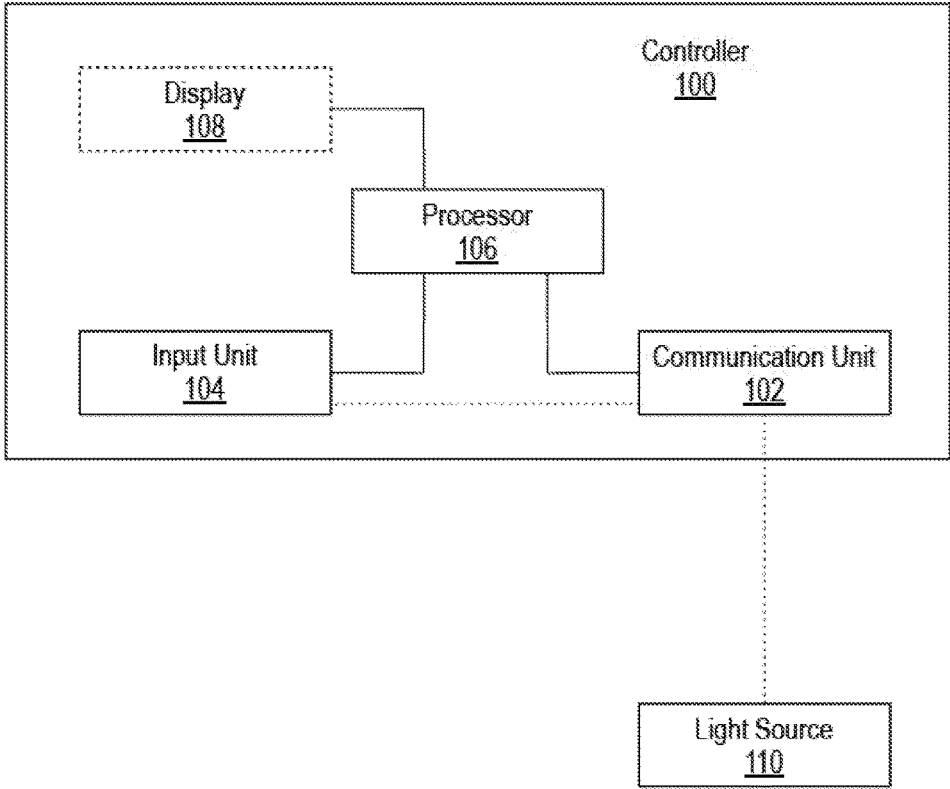 Controller
100
Display
108
Processor
106
Input Unit
104
Communication Unit
102
Light Source
110